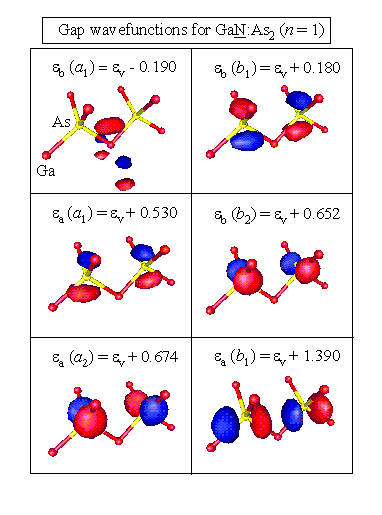 Gap wavefunctions for GaN:As₂ (n = 1)
εb (a₁) = εv - 0.190
εb (b₁) = εv + 0.180
As
Ga
εa (a₁) = εv + 0.530
εb (b₂) = εv + 0.652
εa (a₂) = εv + 0.674
εa (b₁) = εv + 1.390